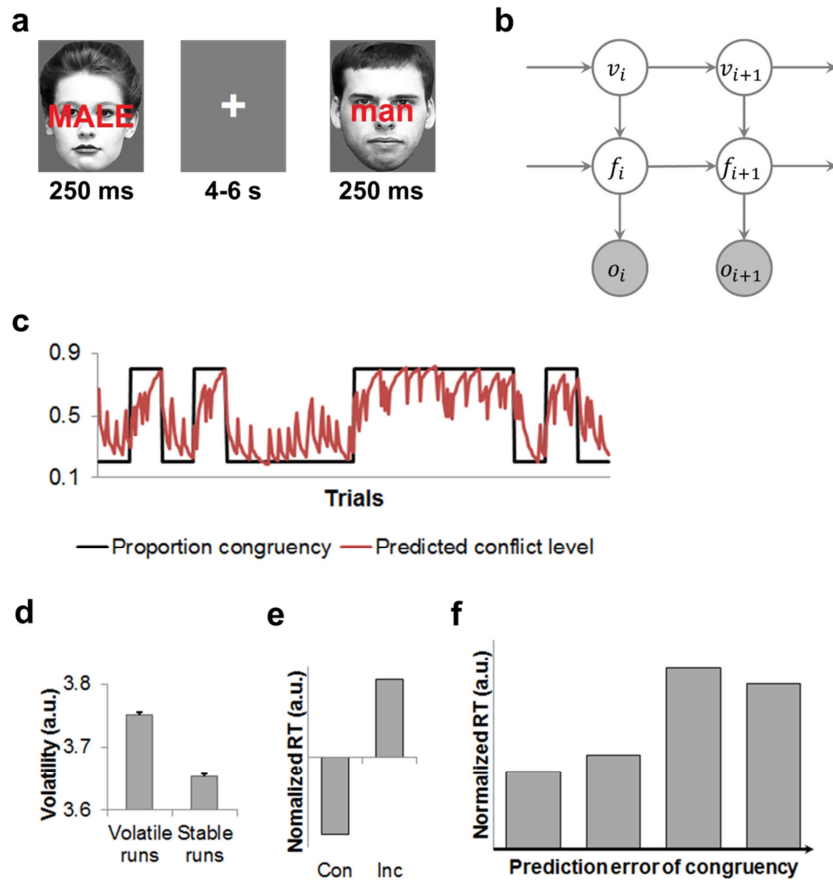 a
MALE
+
man
250 ms
4-6 s
250 ms
b
v_i
v_{i+1}
f_i
f_{i+1}
o_i
o_{i+1}
c
0.9
0.5
0.1
Trials
Proportion congruency
Predicted conflict level
d
Volatility (a.u.)
3.8
3.7
3.6
Volatile
runs
Stable
runs
e
Nomalized RT (a.u.)
Con
Inc
f
Normalized RT (a.u.)
Prediction error of congruency